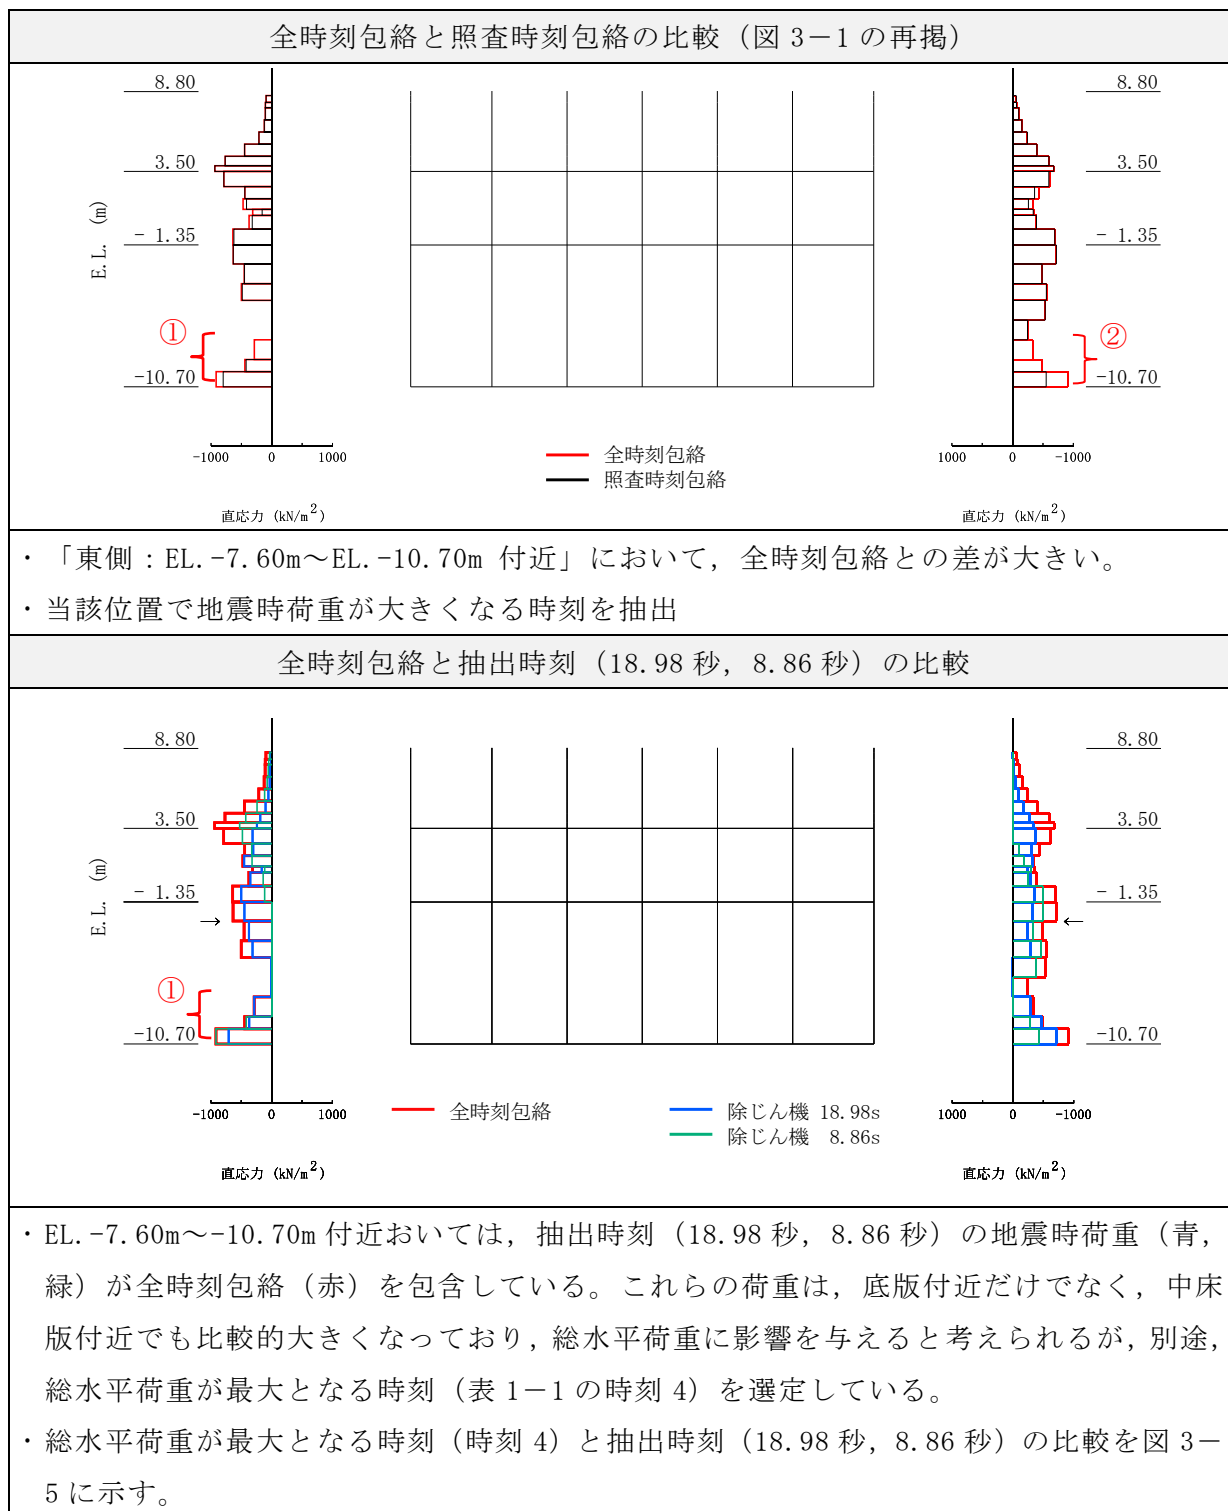 全時刻包絡と照査時刻包絡の比較（図 3－1 の再掲）
8.80
3.50
E.L. (m)
- 1.35
①
-10.70
-1000 0 1000
直応力 (kN/m²)
全時刻包絡
照査時刻包絡
8.80
3.50
- 1.35
②
-10.70
1000 0 -1000
直応力 (kN/m²)
・「東側：EL.-7.60m～EL.-10.70m 付近」において，全時刻包絡との差が大きい。
・当該位置で地震時荷重が大きくなる時刻を抽出
全時刻包絡と抽出時刻（18.98 秒，8.86 秒）の比較
8.80
3.50
E.L. (m)
- 1.35
→
①
-10.70
-1000 0 1000
直応力 (kN/m²)
全時刻包絡
除じん機 18.98s
除じん機 8.86s
8.80
3.50
- 1.35
←
-10.70
1000 0 -1000
直応力 (kN/m²)
・EL.-7.60m～-10.70m 付近おいては，抽出時刻（18.98 秒，8.86 秒）の地震時荷重（青，
緑）が全時刻包絡（赤）を包含している。これらの荷重は，底版付近だけでなく，中床
版付近でも比較的大きくなっており，総水平荷重に影響を与えると考えられるが，別途，
総水平荷重が最大となる時刻（表 1－1 の時刻 4）を選定している。
・総水平荷重が最大となる時刻（時刻 4）と抽出時刻（18.98 秒，8.86 秒）の比較を図 3－
5 に示す。